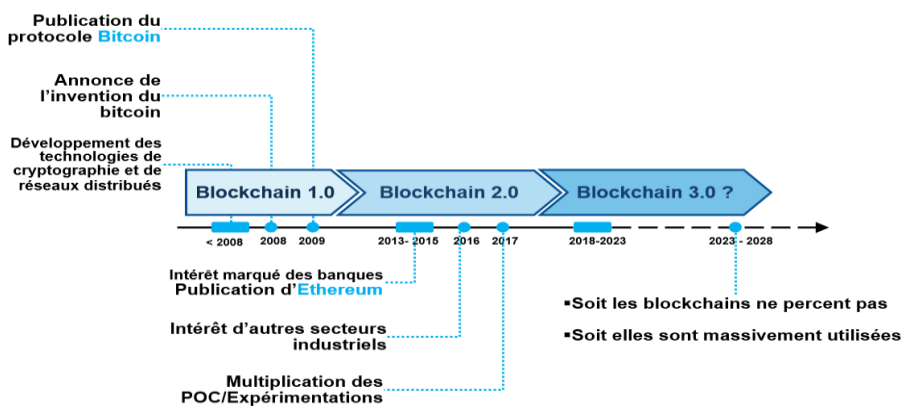 Publication du
protocole Bitcoin
Annonce de
l'invention du
bitcoin
Développement des
technologies de
cryptographie et de
réseaux distribués
Blockchain 1.0
Blockchain 2.0
Blockchain 3.0 ?
< 2008
2008
2009
2013- 2015
2016
2017
2018-2023
2023 - 2028
Intérêt marqué des banques
Publication d'Ethereum
Intérêt d'autres secteurs
industriels
Multiplication des
POC/Expérimentations
▪Soit les blockchains ne percent pas
▪Soit elles sont massivement utilisées